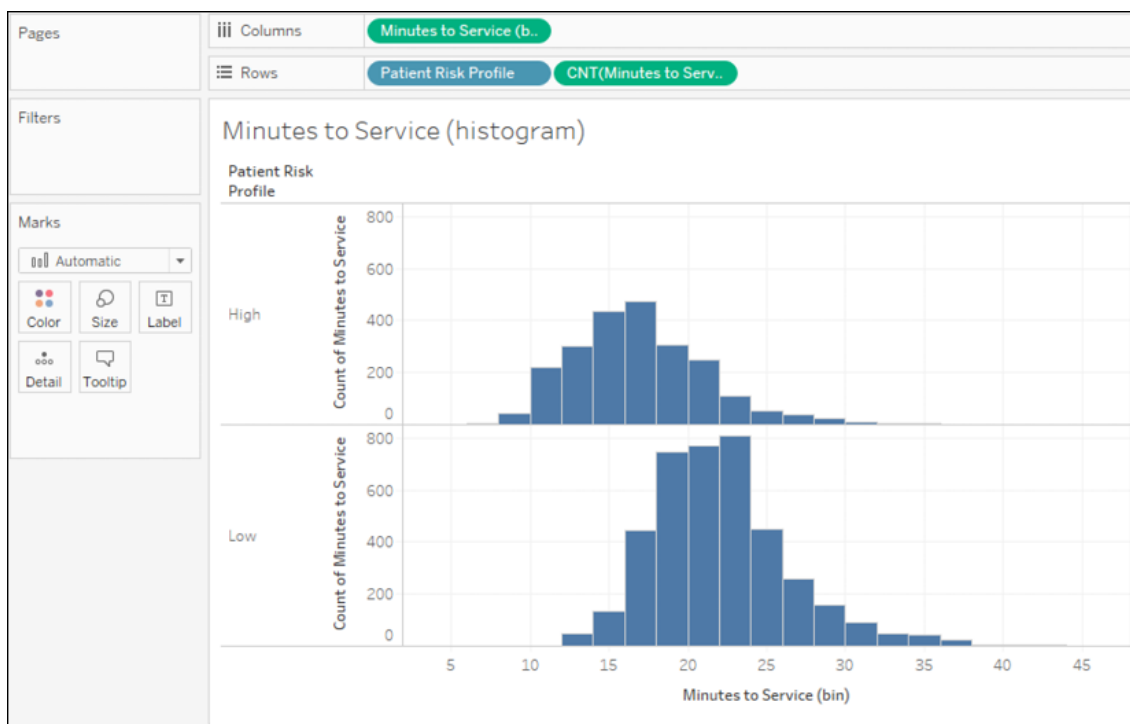 Pages
Columns
Minutes to Service (b..
Rows
Patient Risk Profile
CNT(Minutes to Serv..
Filters
Marks
Automatic
Color
Size
Label
Detail
Tooltip
Minutes to Service (histogram)
Patient Risk
Profile
High
Count of Minutes to Service
800
600
400
200
0
Low
Count of Minutes to Service
800
600
400
200
0
5 10 15 20 25 30 35 40 45
Minutes to Service (bin)